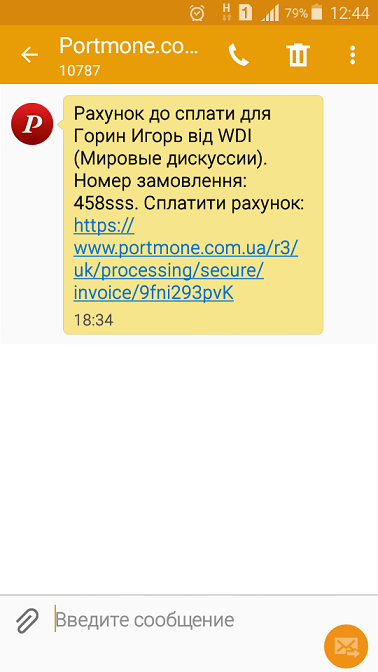 H 1 79% 12:44
Portmone.co...
10787
P
Рахунок до сплати для
Горин Игорь від WDI
(Мировые дискуссии).
Номер замовлення:
458sss. Сплатити рахунок:
https://
www.portmone.com.ua/r3/
uk/processing/secure/
invoice/9fni293pvK
18:34
Введите сообщение